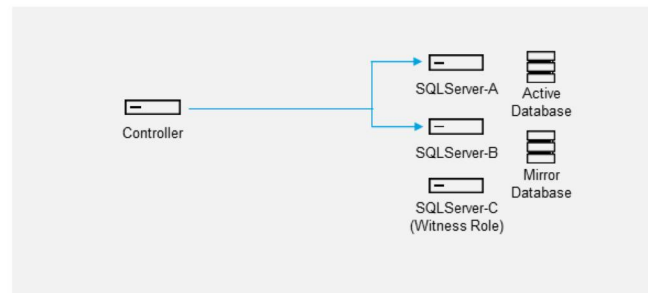 Controller
SQLServer-A
Active
Database
SQLServer-B
Mirror
Database
SQLServer-C
(Witness Role)